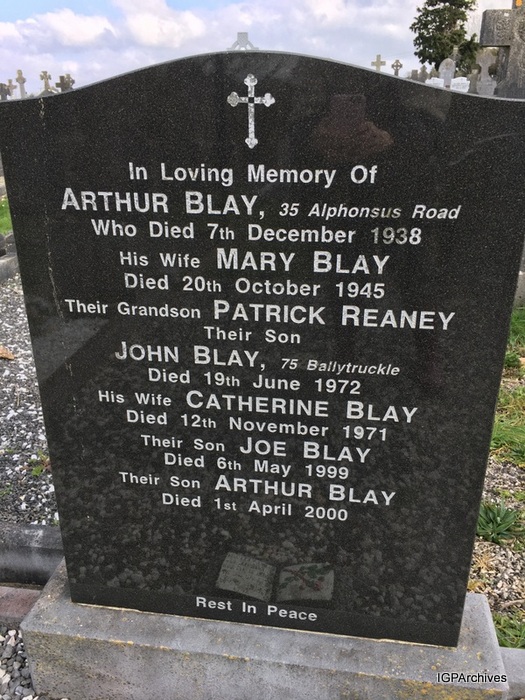 In Loving Memory Of
ARTHUR BLAY, 35 Alphonsus Road
Who Died 7th December 1938
His Wife MARY BLAY
Died 20th October 1945
Their Grandson PATRICK REANEY
Their Son
JOHN BLAY, 75 Ballytruckle
Died 19th June 1972
His Wife CATHERINE BLAY
Died 12th November 1971
Their Son JOE BLAY
Died 6th May 1999
Their Son ARTHUR BLAY
Died 1st April 2000
Rest In Peace
IGPArchives